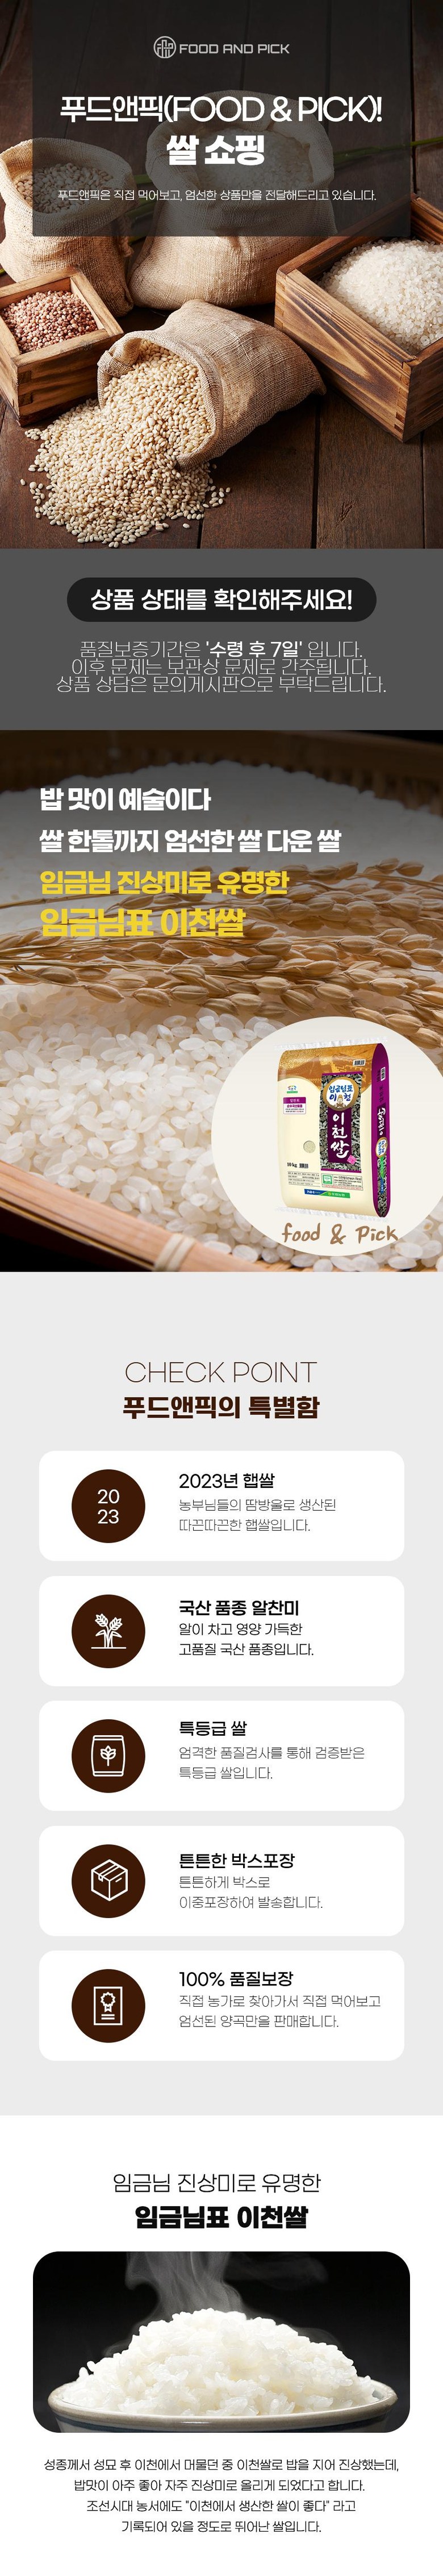 FOOD AND PICK
푸드앤픽(FOOD & PICK)!
쌀 쇼핑
푸드앤픽은 직접 먹어보고, 엄선한 상품만을 전달해드리고 있습니다.
상품 상태를 확인해주세요!
품질보증기간은 '수령 후 7일' 입니다.
이후 문제는 보관상 문제로 간주됩니다.
상품 상담은 문의게시판으로 부탁드립니다.
밥 맛이 예술이다
쌀 한톨까지 엄선한 쌀 다운 쌀
임금님 진상미로 유명한
임금님표 이천쌀
임금님표
이천
이천쌀
10kg
food & Pick
CHECK POINT
푸드앤픽의 특별함
20
23
2023년 햅쌀
농부님들의 땀방울로 생산된
따끈따끈한 햅쌀입니다.
국산 품종 알찬미
알이 차고 영양 가득한
고품질 국산 품종입니다.
특등급 쌀
엄격한 품질검사를 통해 검증받은
특등급 쌀입니다.
튼튼한 박스포장
튼튼하게 박스로
이중포장하여 발송합니다.
100% 품질보장
직접 농가로 찾아가서 직접 먹어보고
엄선된 양곡만을 판매합니다.
임금님 진상미로 유명한
임금님표 이천쌀
성종께서 성묘 후 이천에서 머물던 중 이천쌀로 밥을 지어 진상했는데,
밥맛이 아주 좋아 자주 진상미로 올리게 되었다고 합니다.
조선시대 농서에도 "이천에서 생산한 쌀이 좋다" 라고
기록되어 있을 정도로 뛰어난 쌀입니다.